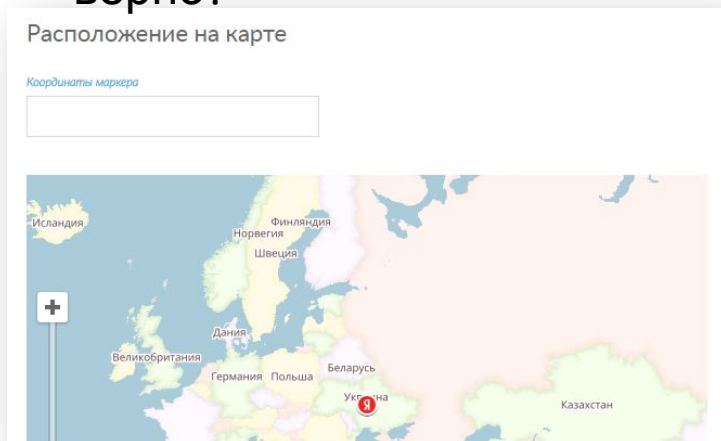 Расположение на карте
Координаты маркера
Исландия
Финляндия
Норвегия
Швеция
+
Дания
Великобритания
Беларусь
Германия Польша
Я
Казахстан